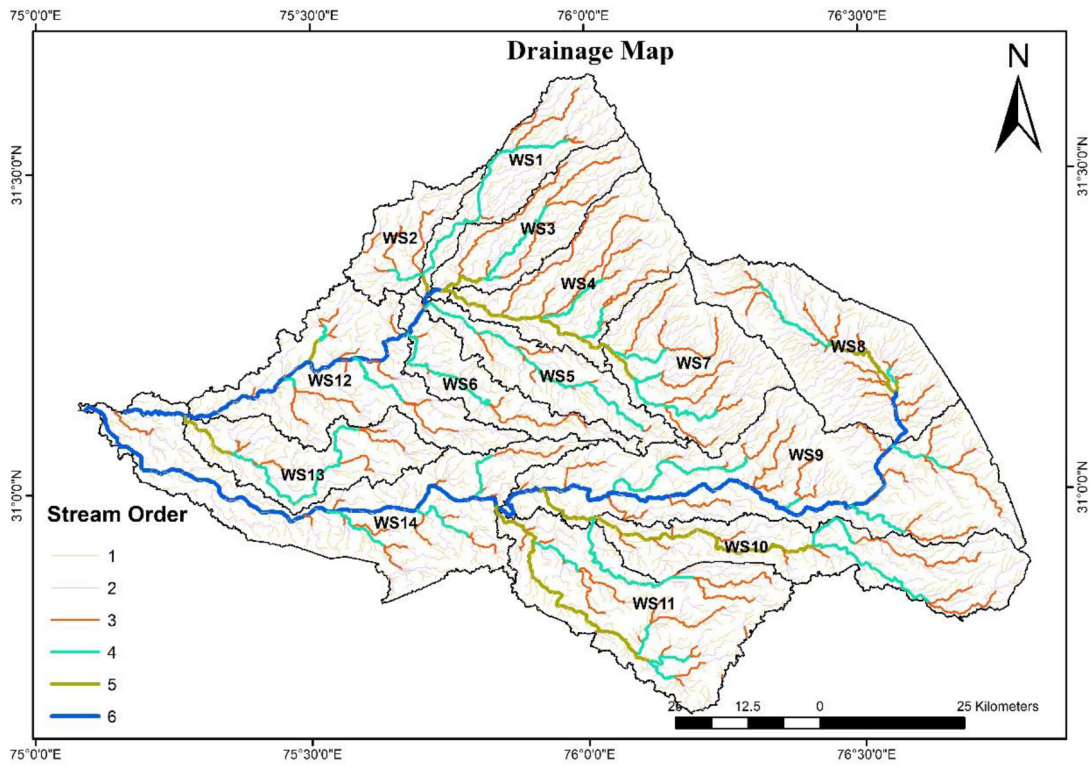 75°0'0"E 75°30'0"E 76°0'0"E 76°30'0"E
Drainage Map
N
31°30'0"N
31°30'0"N
WS1
WS2
WS3
WS4
WS8
WS7
WS5
WS12
WS6
WS9
WS13
31°0'0"N
31°0'0"N
Stream Order
WS14
WS10
1
2
WS11
3
4
5
6
25 12.5 0 25 Kilometers
75°0'0"E 75°30'0"E 76°0'0"E 76°30'0"E